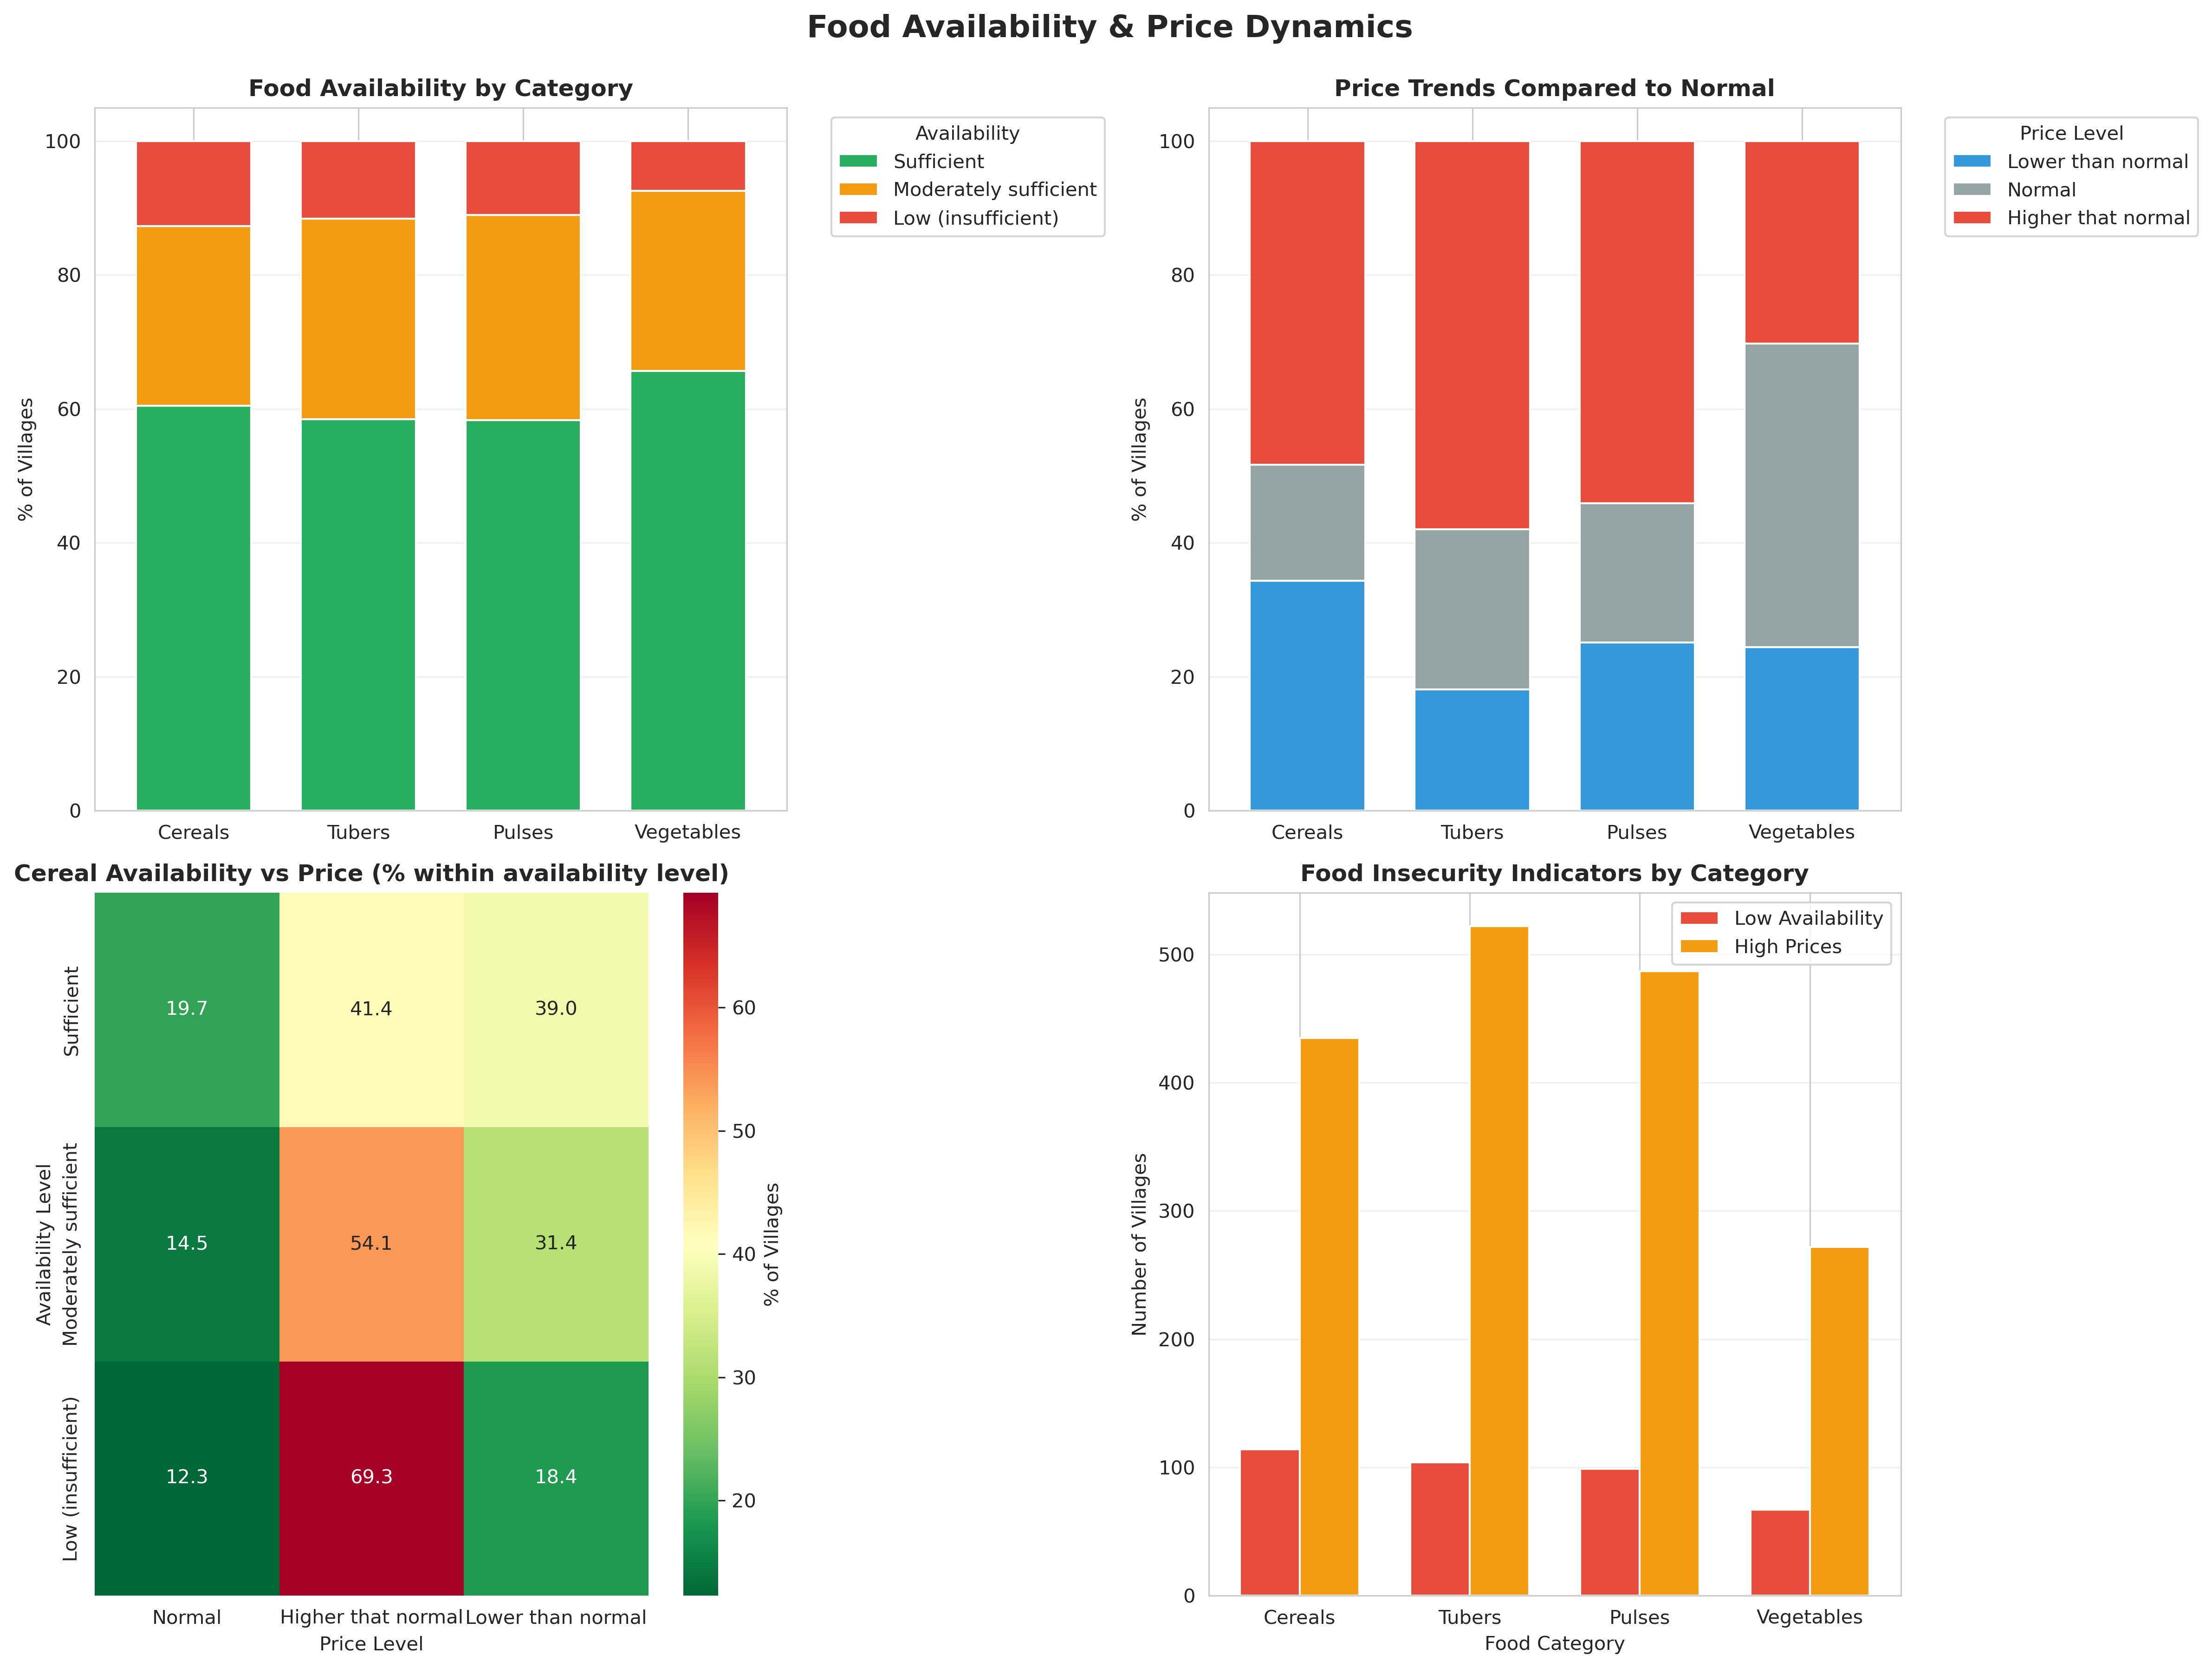 Food Availability & Price Dynamics
Food Availability by Category
% of Villages
100
80
60
40
20
0
Cereals
Tubers
Pulses
Vegetables
Availability
Sufficient
Moderately sufficient
Low (insufficient)
Price Trends Compared to Normal
% of Villages
100
80
60
40
20
0
Cereals
Tubers
Pulses
Vegetables
Price Level
Lower than normal
Normal
Higher that normal
Cereal Availability vs Price (% within availability level)
Availability Level
Sufficient
Moderately sufficient
Low (insufficient)
19.7 41.4 39.0
14.5 54.1 31.4
12.3 69.3 18.4
Normal
Higher that normal
Lower than normal
Price Level
60
50
40
30
20
% of Villages
Food Insecurity Indicators by Category
Number of Villages
500
400
300
200
100
0
Low Availability
High Prices
Cereals
Tubers
Pulses
Vegetables
Food Category